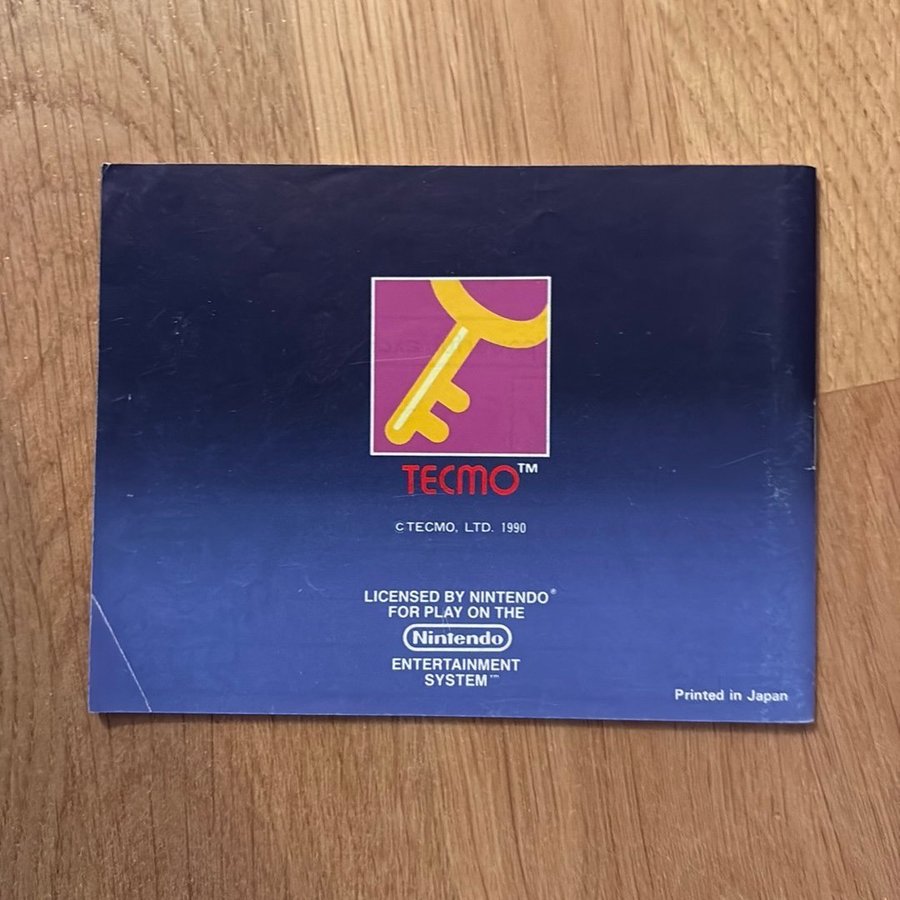 TECMO™
© TECMO, LTD. 1990
LICENSED BY NINTENDO®
FOR PLAY ON THE
Nintendo
ENTERTAINMENT
SYSTEM™
Printed in Japan